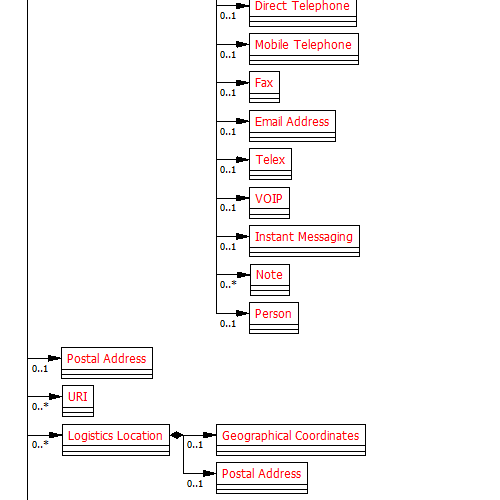 Direct Telephone
0..1
Mobile Telephone
0..1
Fax
0..1
Email Address
0..1
Telex
0..1
VOIP
0..1
Instant Messaging
0..1
Note
0..*
Person
0..1
Postal Address
0..1
URI
0..*
Logistics Location
0..*
Geographical Coordinates
0..1
Postal Address
0..1